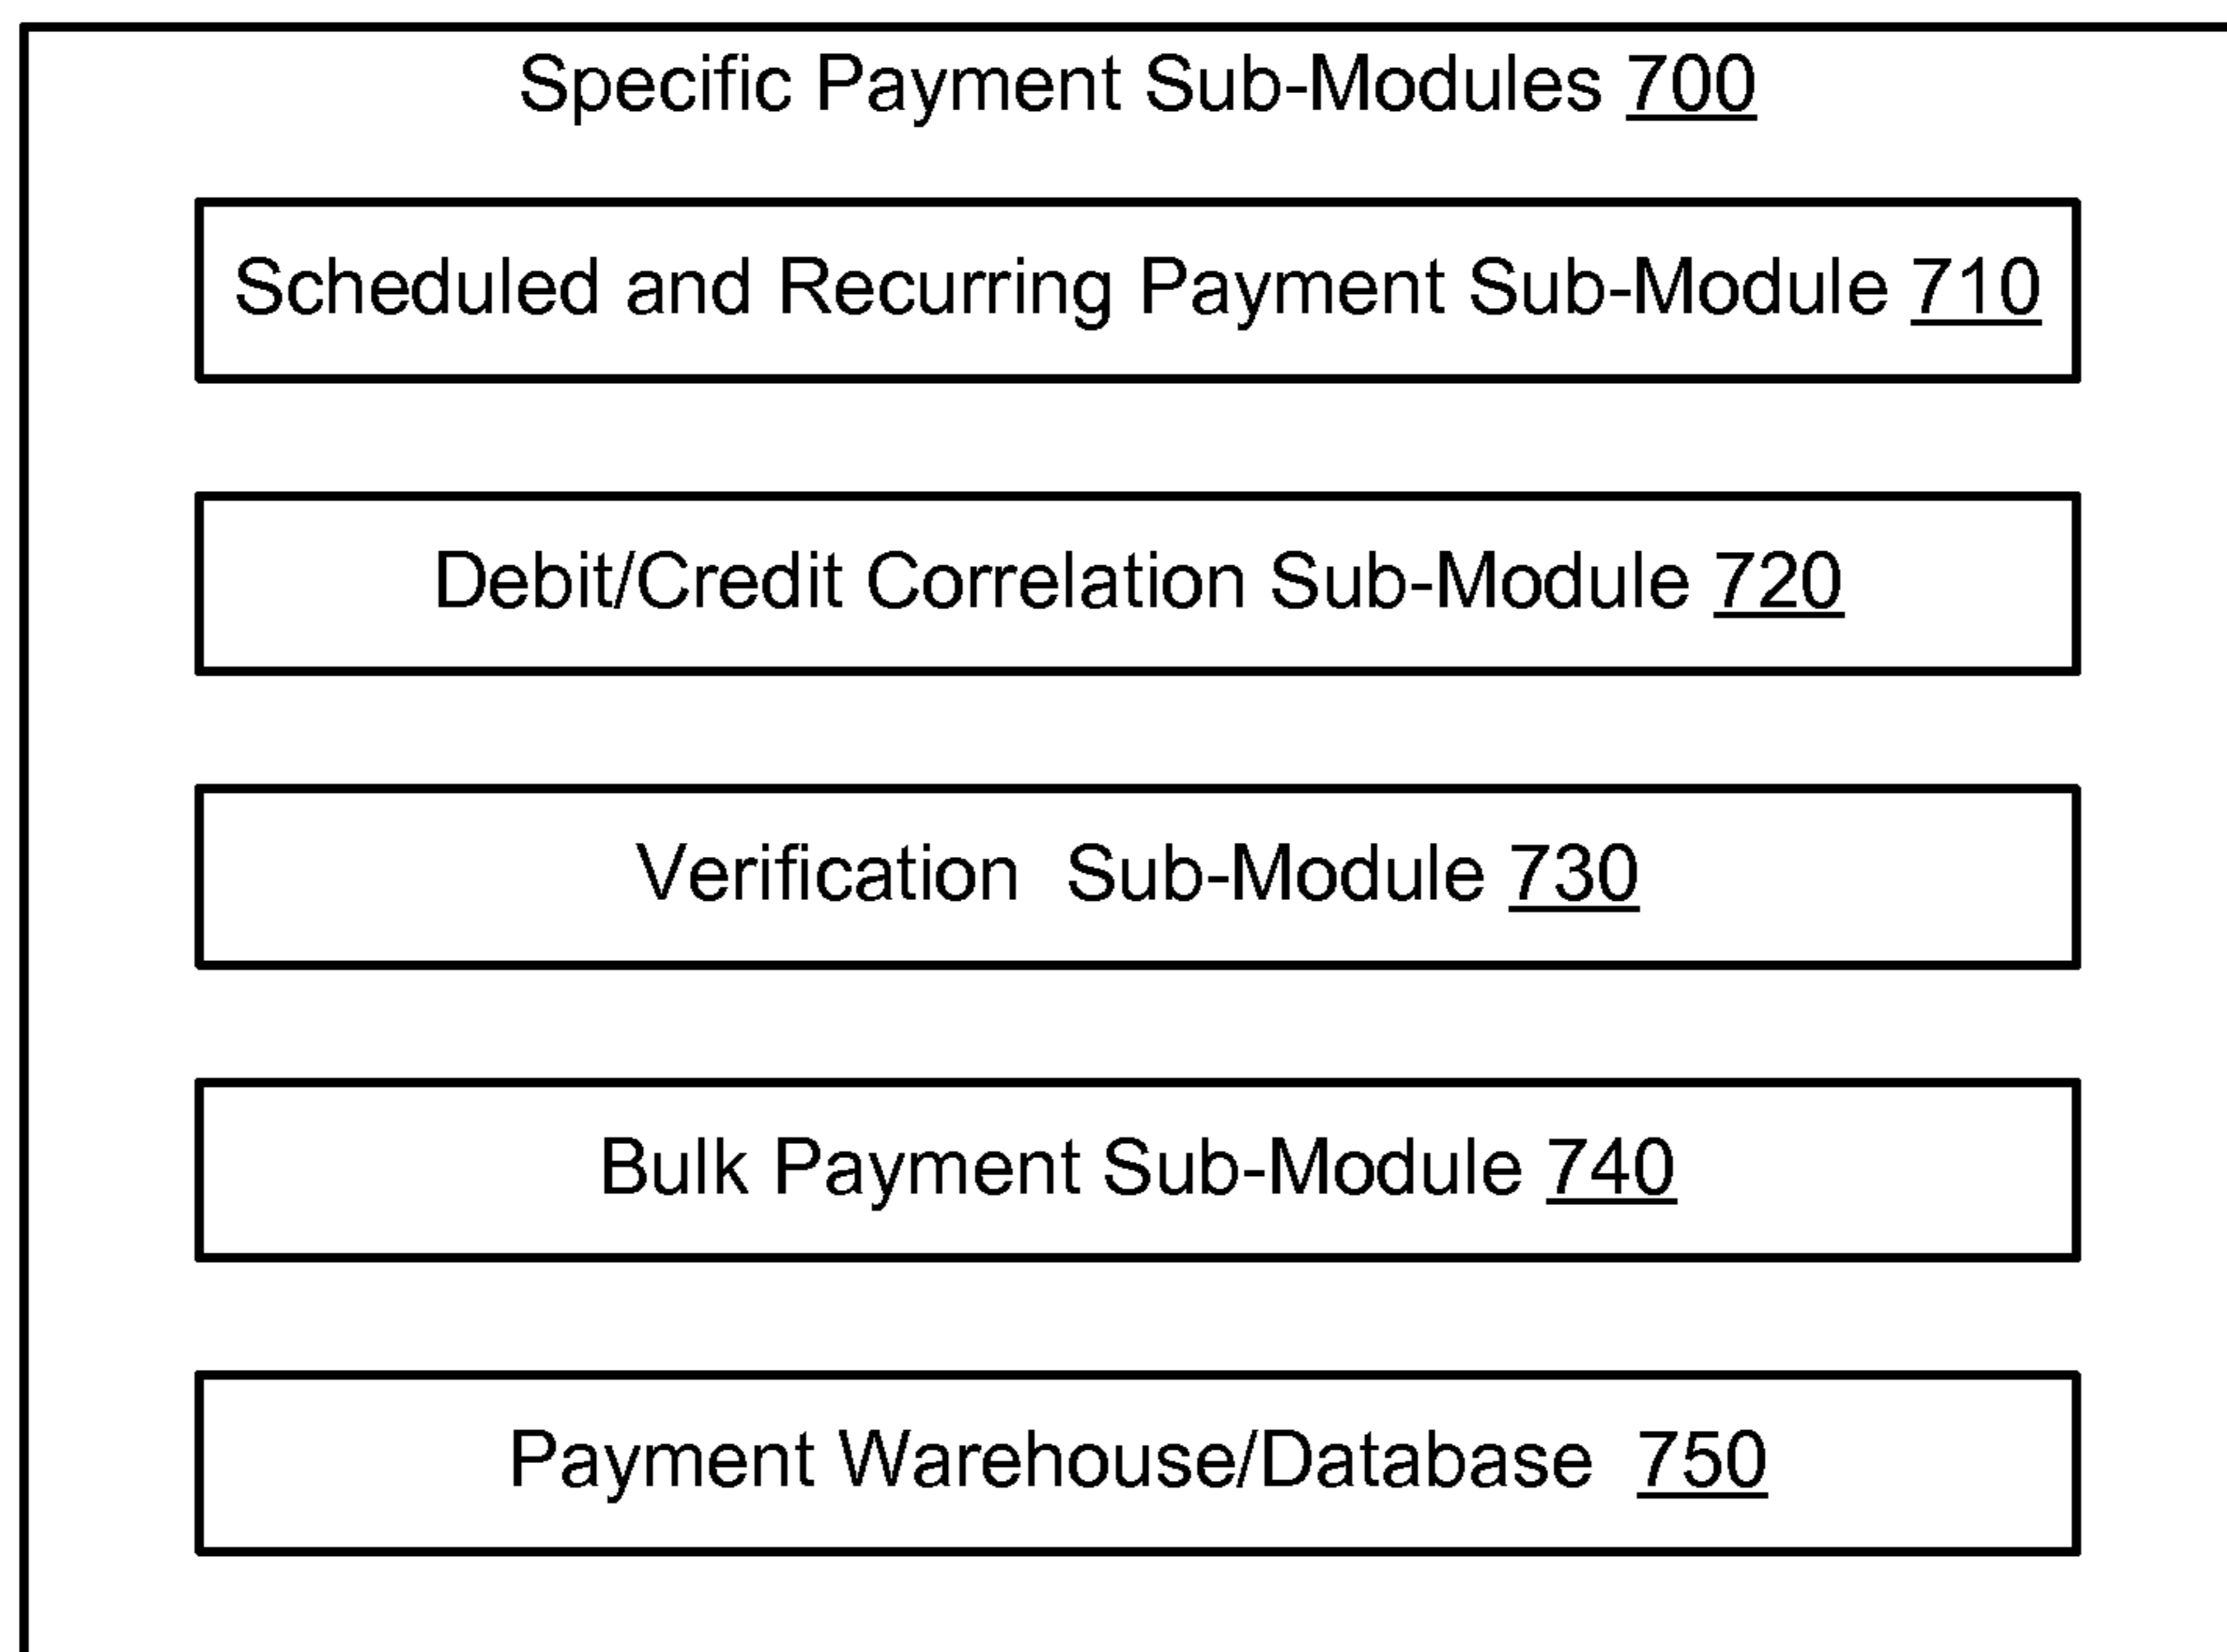 Specific Payment Sub-Modules 700
Scheduled and Recurring Payment Sub-Module 710
Debit/Credit Correlation Sub-Module 720
Verification Sub-Module 730
Bulk Payment Sub-Module 740
Payment Warehouse/Database 750